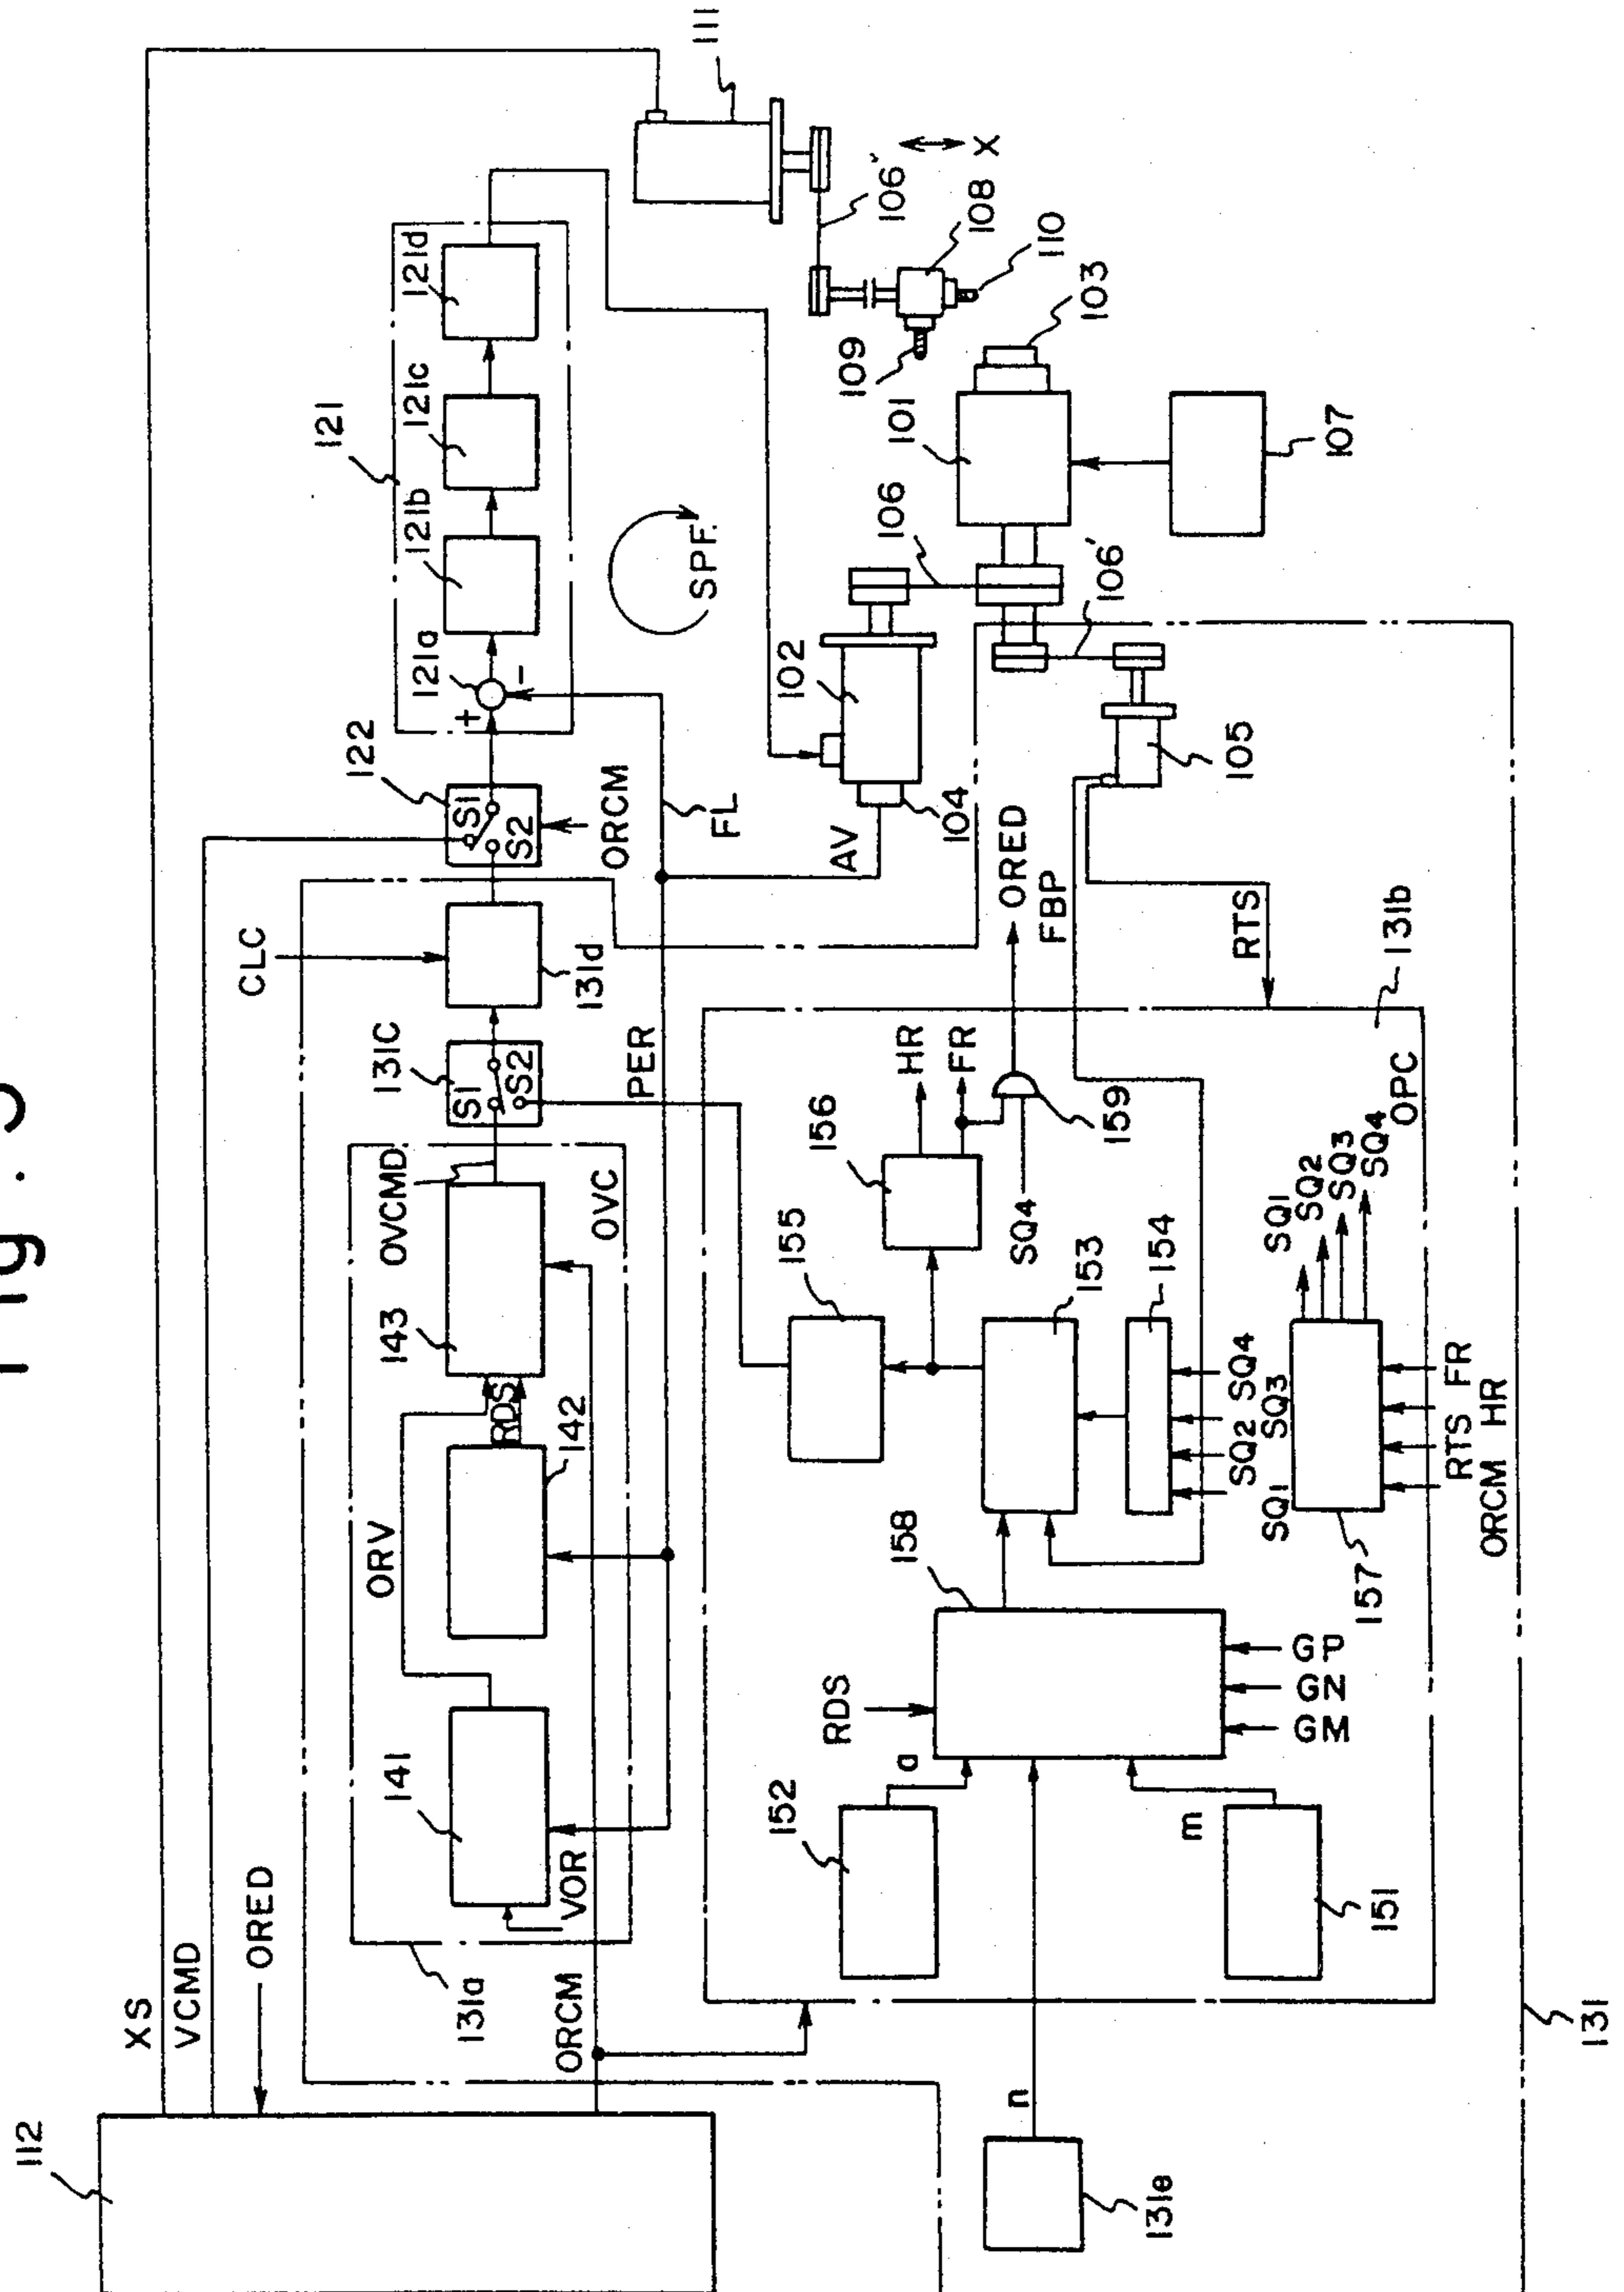 Fig. 5
112
XS
VCMD
ORED
131a
ORCM
VOR
141
ORV
142
RDS
143
OVCMD
OVC
PER
131C
S1
S2
CLC
131d
122
S1
S2
ORCM
121
121a
+
-
121b
121c
121d
FL
SPF.
111
106"
X
108
110
109
103
101
107
106
106'
102
104
AV
105
ORED
FBP
RTS
131b
HR
FR
156
159
SQ4
155
153
154
SQ1
SQ2
SQ3
SQ4
SQ1
SQ2
SQ3
SQ4
OPC
157
ORCM
RTS
HR
FR
158
RDS
GP
GN
GM
a
152
m
151
n
131e
131